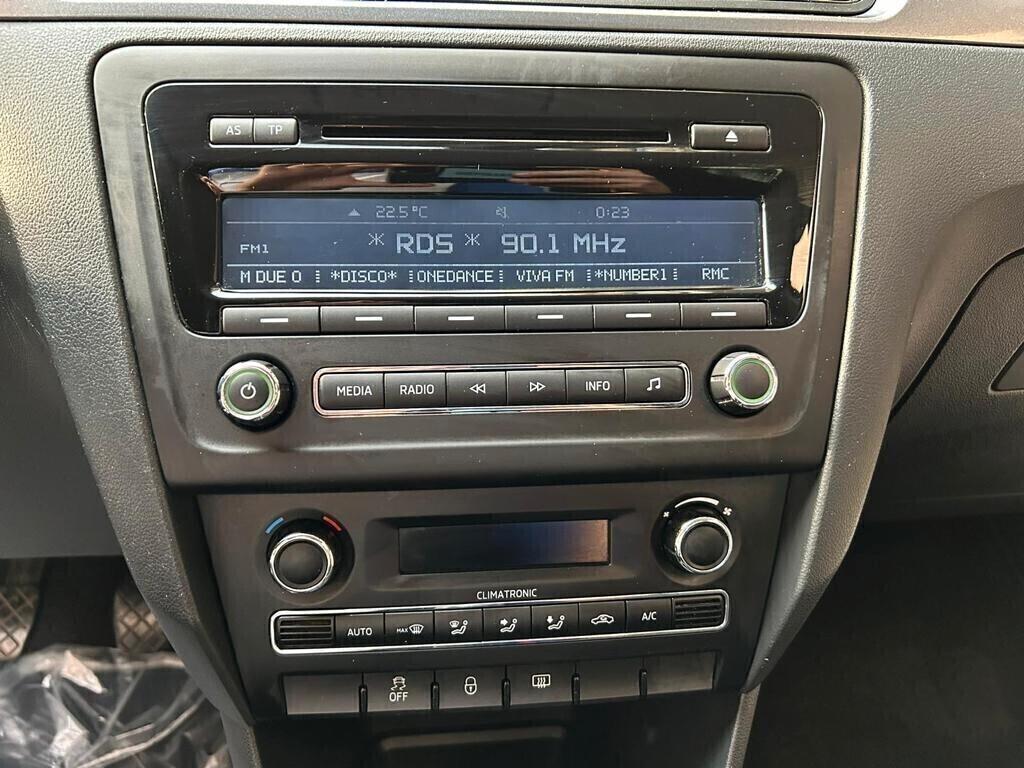 AS TP
22.5°C 0:23
FM1 * RDS * 90.1 MHz
M DUE O *DISCO* ONEDANCE VIVA FM *NUMBER1 RMC
MEDIA RADIO INFO
CLIMATRONIC
AUTO MAX A/C
OFF